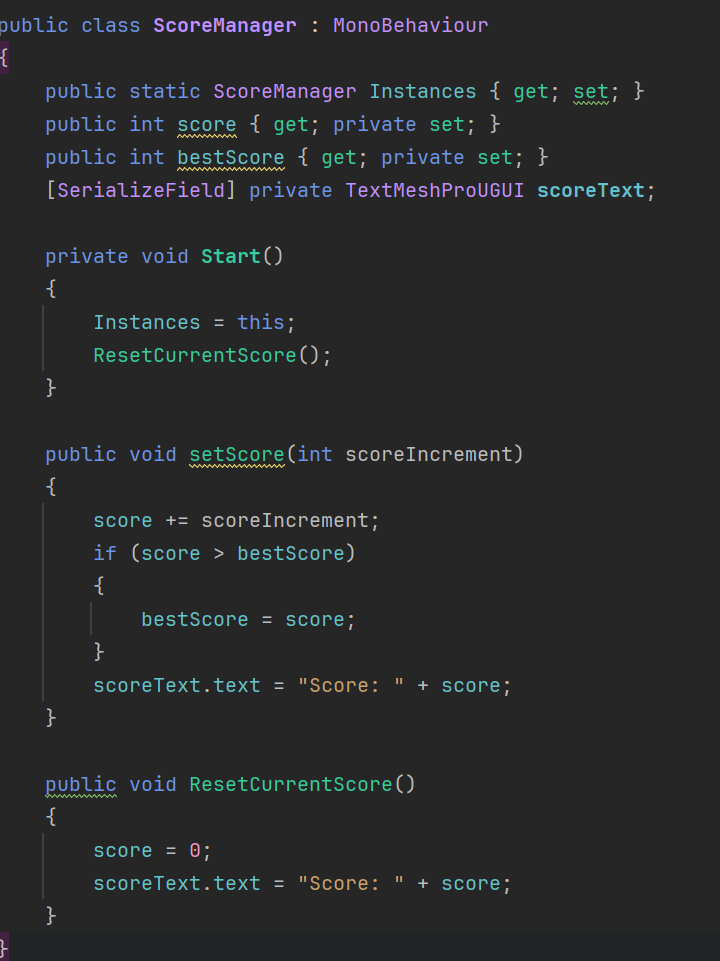 public class ScoreManager : MonoBehaviour
{
    public static ScoreManager Instances { get; set; }
    public int score { get; private set; }
    public int bestScore { get; private set; }
    [SerializeField] private TextMeshProUGUI scoreText;

    private void Start()
    {
        Instances = this;
        ResetCurrentScore();
    }

    public void setScore(int scoreIncrement)
    {
        score += scoreIncrement;
        if (score > bestScore)
        {
            bestScore = score;
        }
        scoreText.text = "Score: " + score;
    }

    public void ResetCurrentScore()
    {
        score = 0;
        scoreText.text = "Score: " + score;
    }
}